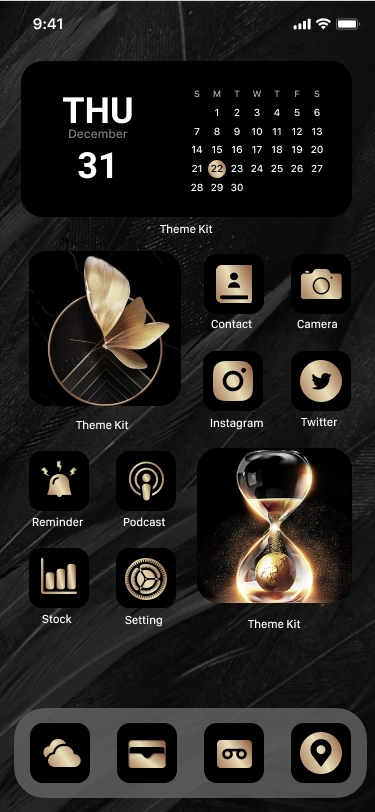 9:41
THU
December
31
S M T W T F S
1 2 3 4 5 6
7 8 9 10 11 12 13
14 15 16 17 18 19 20
21 22 23 24 25 26 27
28 29 30
Theme Kit
Contact
Camera
Theme Kit
Instagram
Twitter
Reminder
Podcast
Stock
Setting
Theme Kit